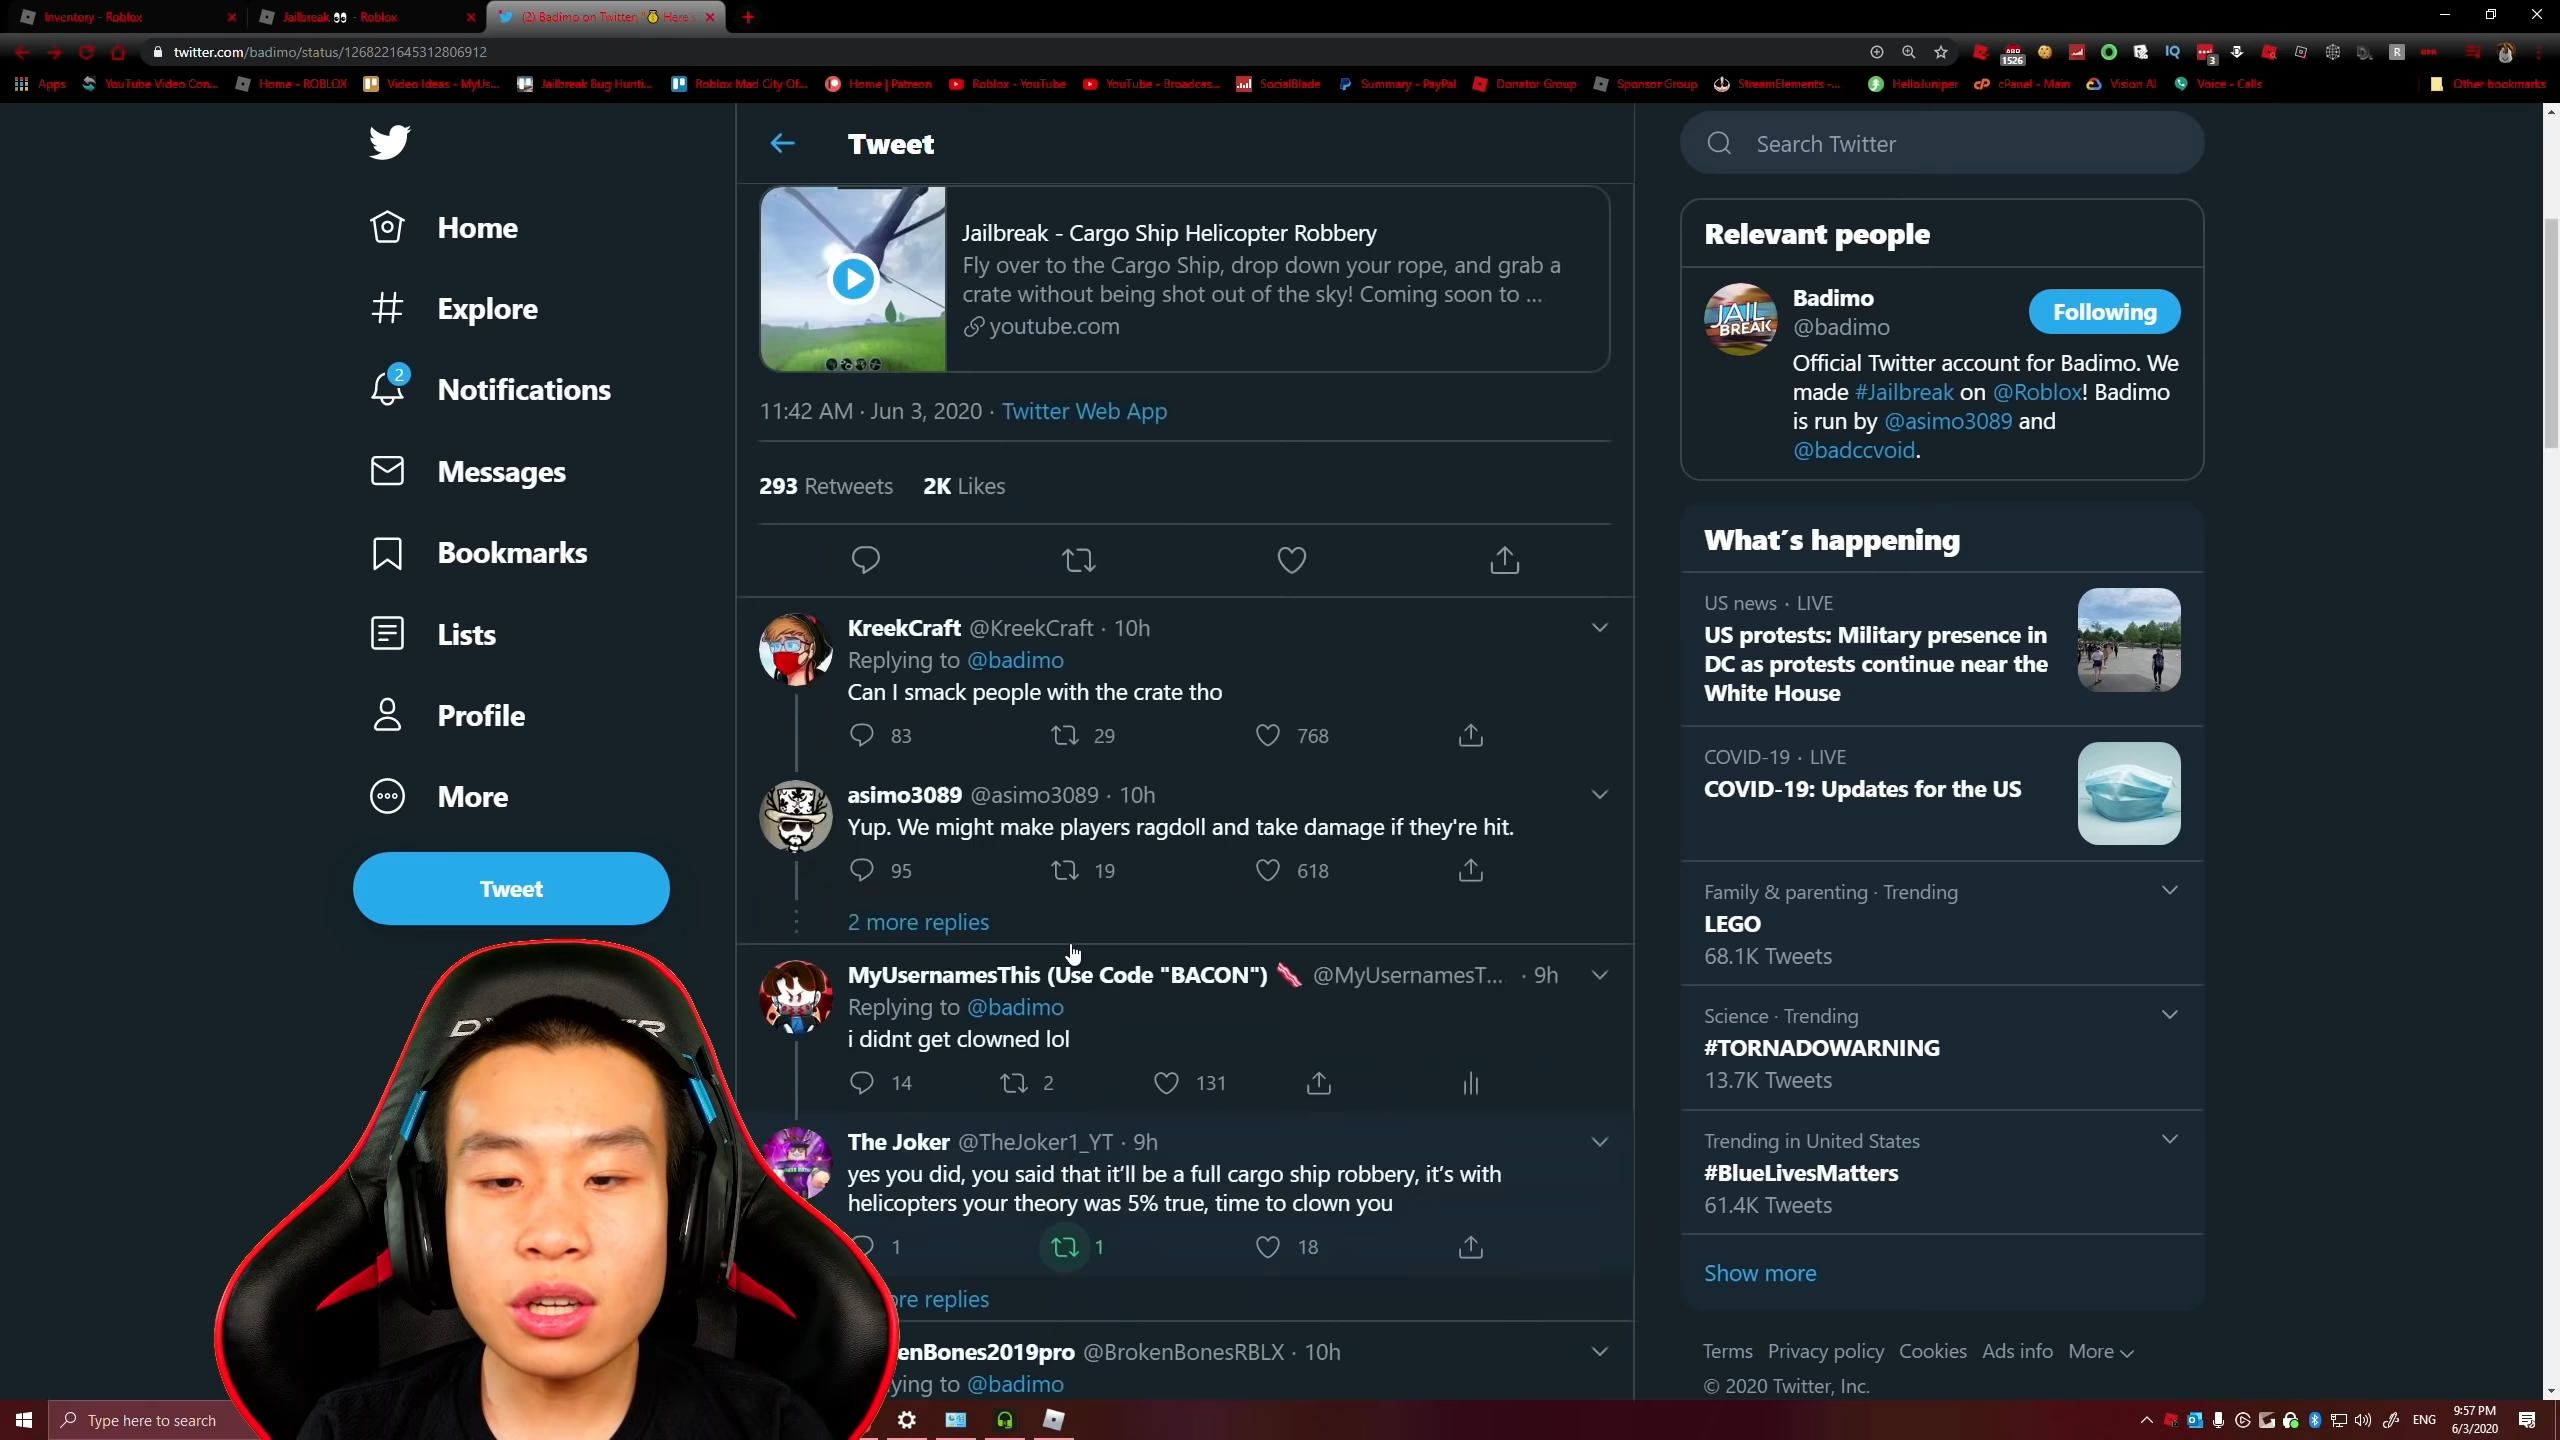 Inventory - Roblox
Jailbreak 👀 - Roblox
(2) Badimo on Twitter: "💰 Here's
twitter.com/badimo/status/1268221645312806912
1526
3
Apps
YouTube Video Con...
Home - ROBLOX
Video Ideas - MyUs...
Jailbreak Bug Hunti...
Roblox Mad City Of...
Home | Patreon
Roblox - YouTube
YouTube - Broadcas...
SocialBlade
Summary - PayPal
Donator Group
Sponsor Group
StreamElements -...
HelloJuniper
cPanel - Main
Vision AI
Voice - Calls
Other bookmarks
Home
Explore
2
Notifications
Messages
Bookmarks
Lists
Profile
More
Tweet
Tweet
Jailbreak - Cargo Ship Helicopter Robbery
Fly over to the Cargo Ship, drop down your rope, and grab a
crate without being shot out of the sky! Coming soon to ...
youtube.com
11:42 AM · Jun 3, 2020 · Twitter Web App
293 Retweets 2K Likes
KreekCraft @KreekCraft · 10h
Replying to @badimo
Can I smack people with the crate tho
83 29 768
asimo3089 @asimo3089 · 10h
Yup. We might make players ragdoll and take damage if they're hit.
95 19 618
2 more replies
MyUsernamesThis (Use Code "BACON") 🥓 @MyUsernamesT... · 9h
Replying to @badimo
i didnt get clowned lol
14 2 131
The Joker @TheJoker1_YT · 9h
yes you did, you said that it'll be a full cargo ship robbery, it's with
helicopters your theory was 5% true, time to clown you
1 1 18
ore replies
enBones2019pro @BrokenBonesRBLX · 10h
ying to @badimo
Search Twitter
Relevant people
Badimo
@badimo
Following
JAIL
BREAK
Official Twitter account for Badimo. We
made #Jailbreak on @Roblox! Badimo
is run by @asimo3089 and
@badccvoid.
What's happening
US news · LIVE
US protests: Military presence in
DC as protests continue near the
White House
COVID-19 · LIVE
COVID-19: Updates for the US
Family & parenting · Trending
LEGO
68.1K Tweets
Science · Trending
#TORNADOWARNING
13.7K Tweets
Trending in United States
#BlueLivesMatters
61.4K Tweets
Show more
Terms Privacy policy Cookies Ads info More
© 2020 Twitter, Inc.
Type here to search
ENG
9:57 PM
6/3/2020